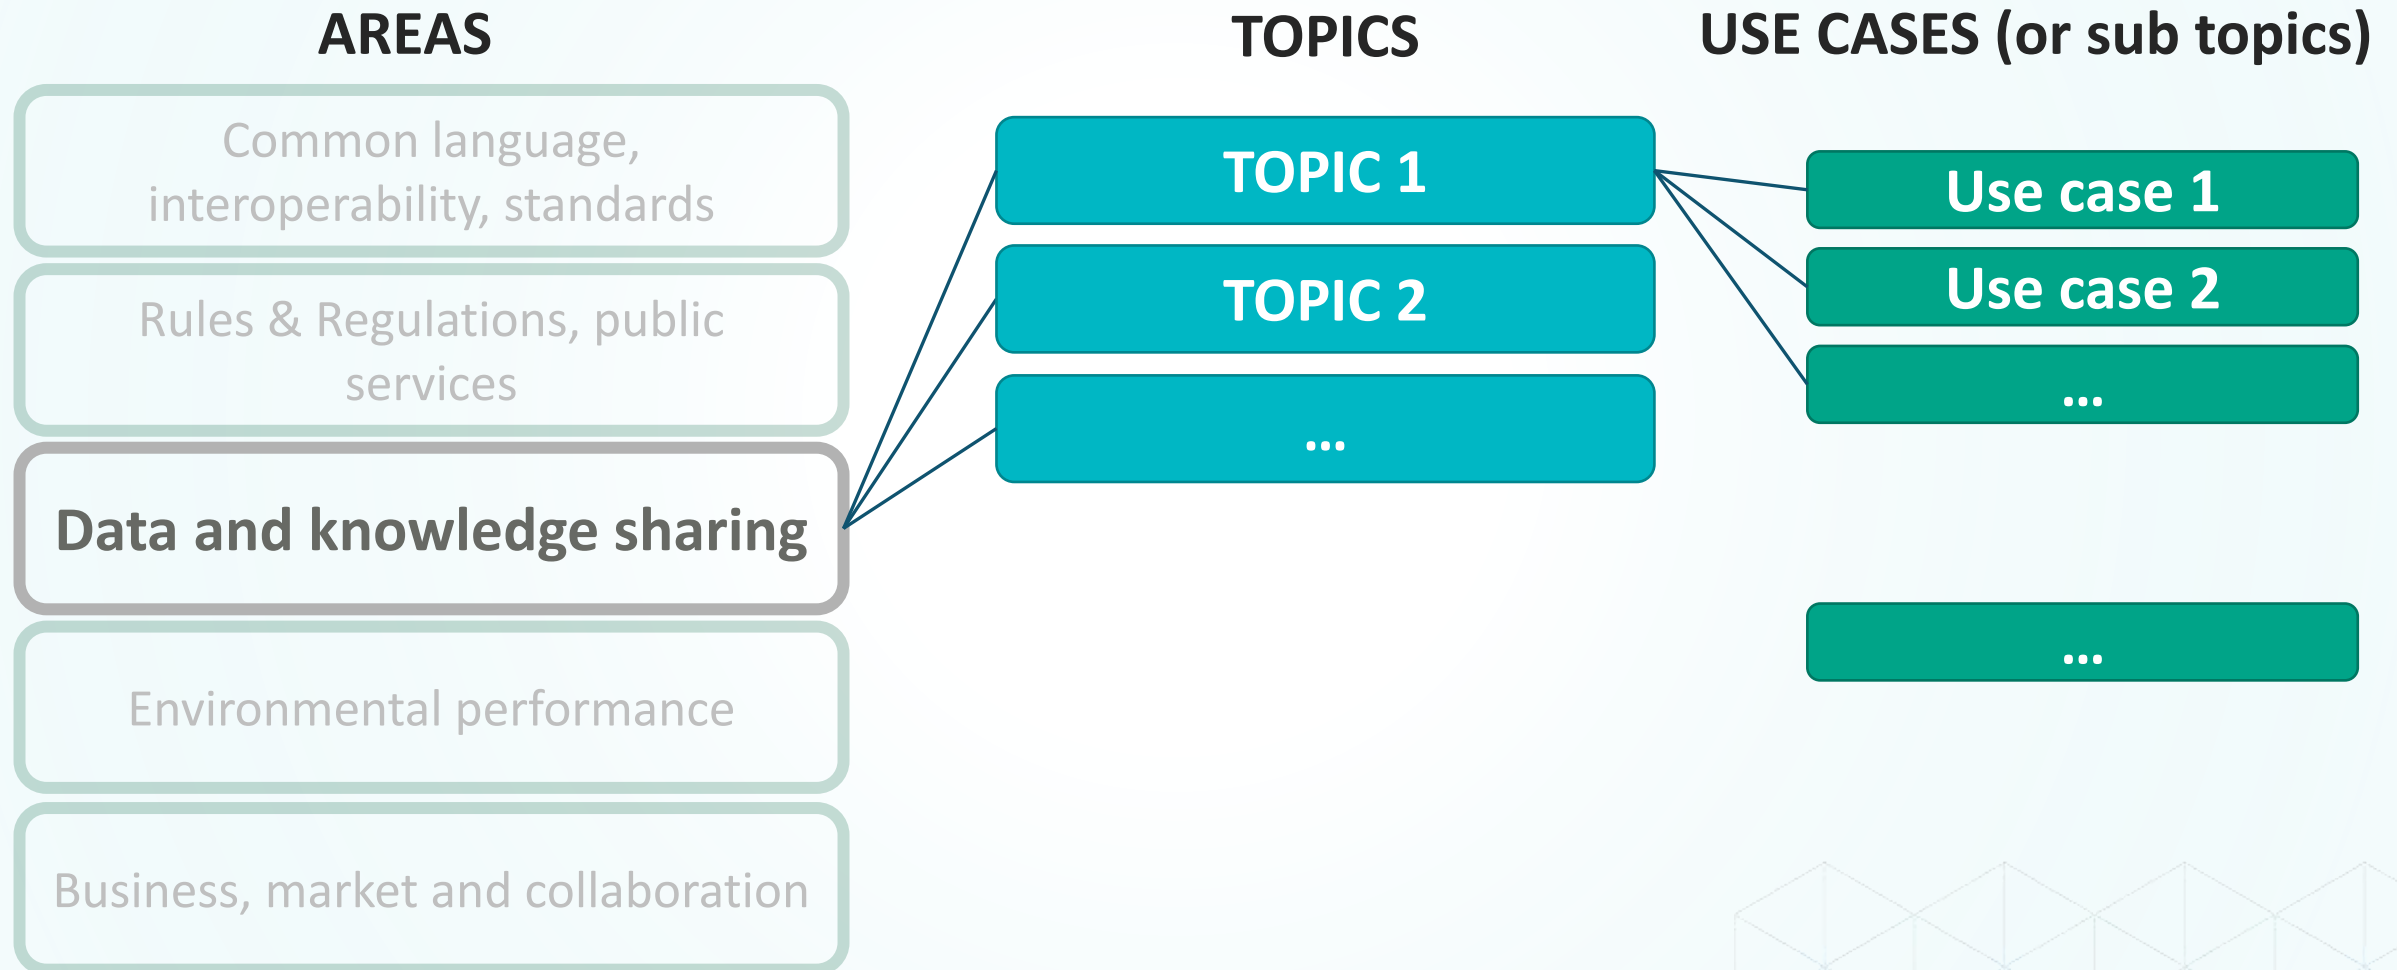 AREAS
Common language,
interoperability, standards
Rules & Regulations, public
services
Data and knowledge sharing
Environmental performance
Business, market and collaboration
TOPICS
TOPIC 1
TOPIC 2
...
USE CASES (or sub topics)
Use case 1
Use case 2
...
...